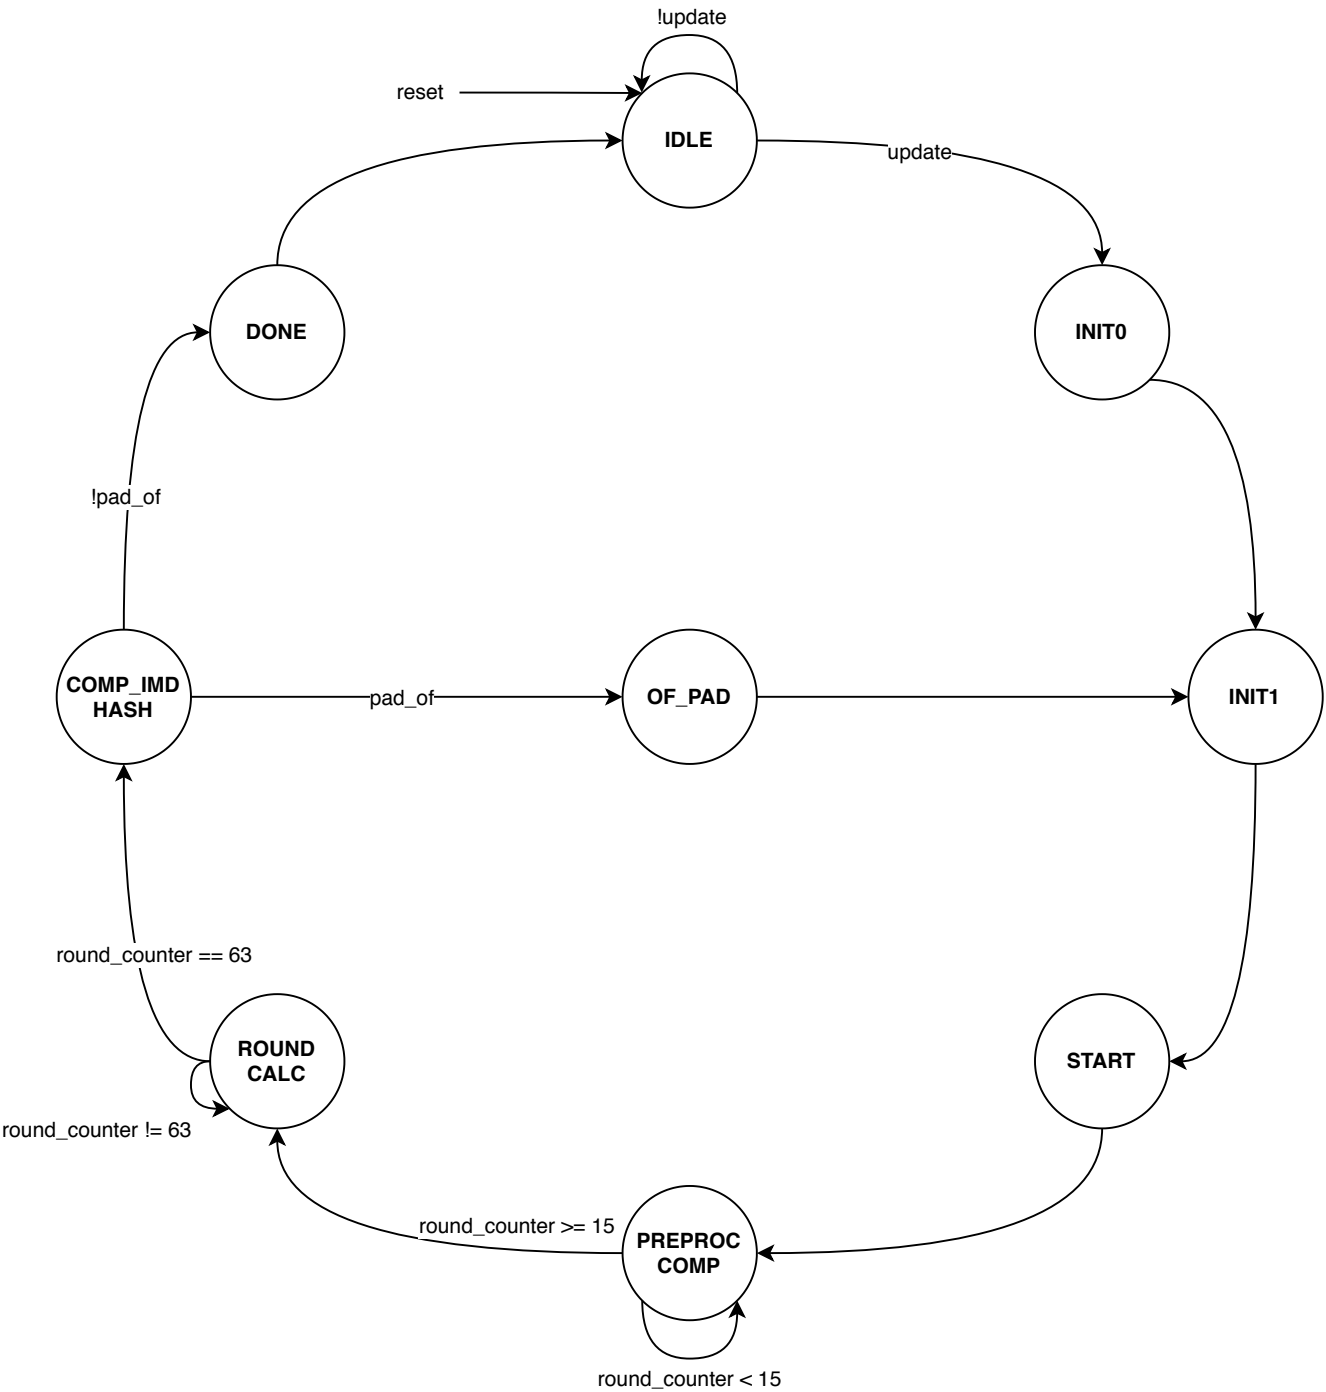 !update
reset
IDLE
update
DONE
INIT0
!pad_of
COMP_IMD
HASH
pad_of
OF_PAD
INIT1
round_counter == 63
ROUND
CALC
START
round_counter != 63
round_counter >= 15
PREPROC
COMP
round_counter < 15